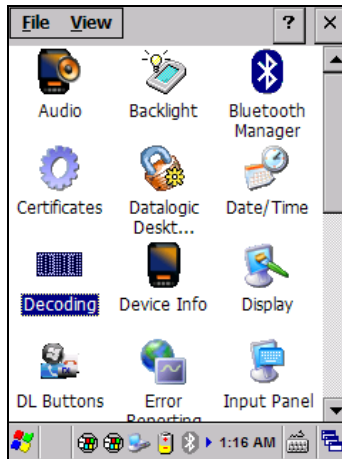 File View ? ×
Audio Backlight Bluetooth
Manager
Certificates Datalogic Date/Time
Deskt...
Decoding Device Info Display
DL Buttons Error Input Panel
Reporting
1:16 AM